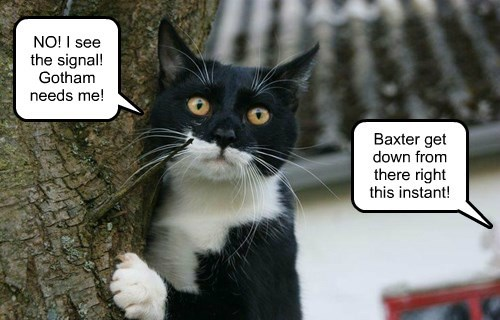 NO! I see
the signal!
Gotham
needs me!
Baxter get
down from
there right
this instant!